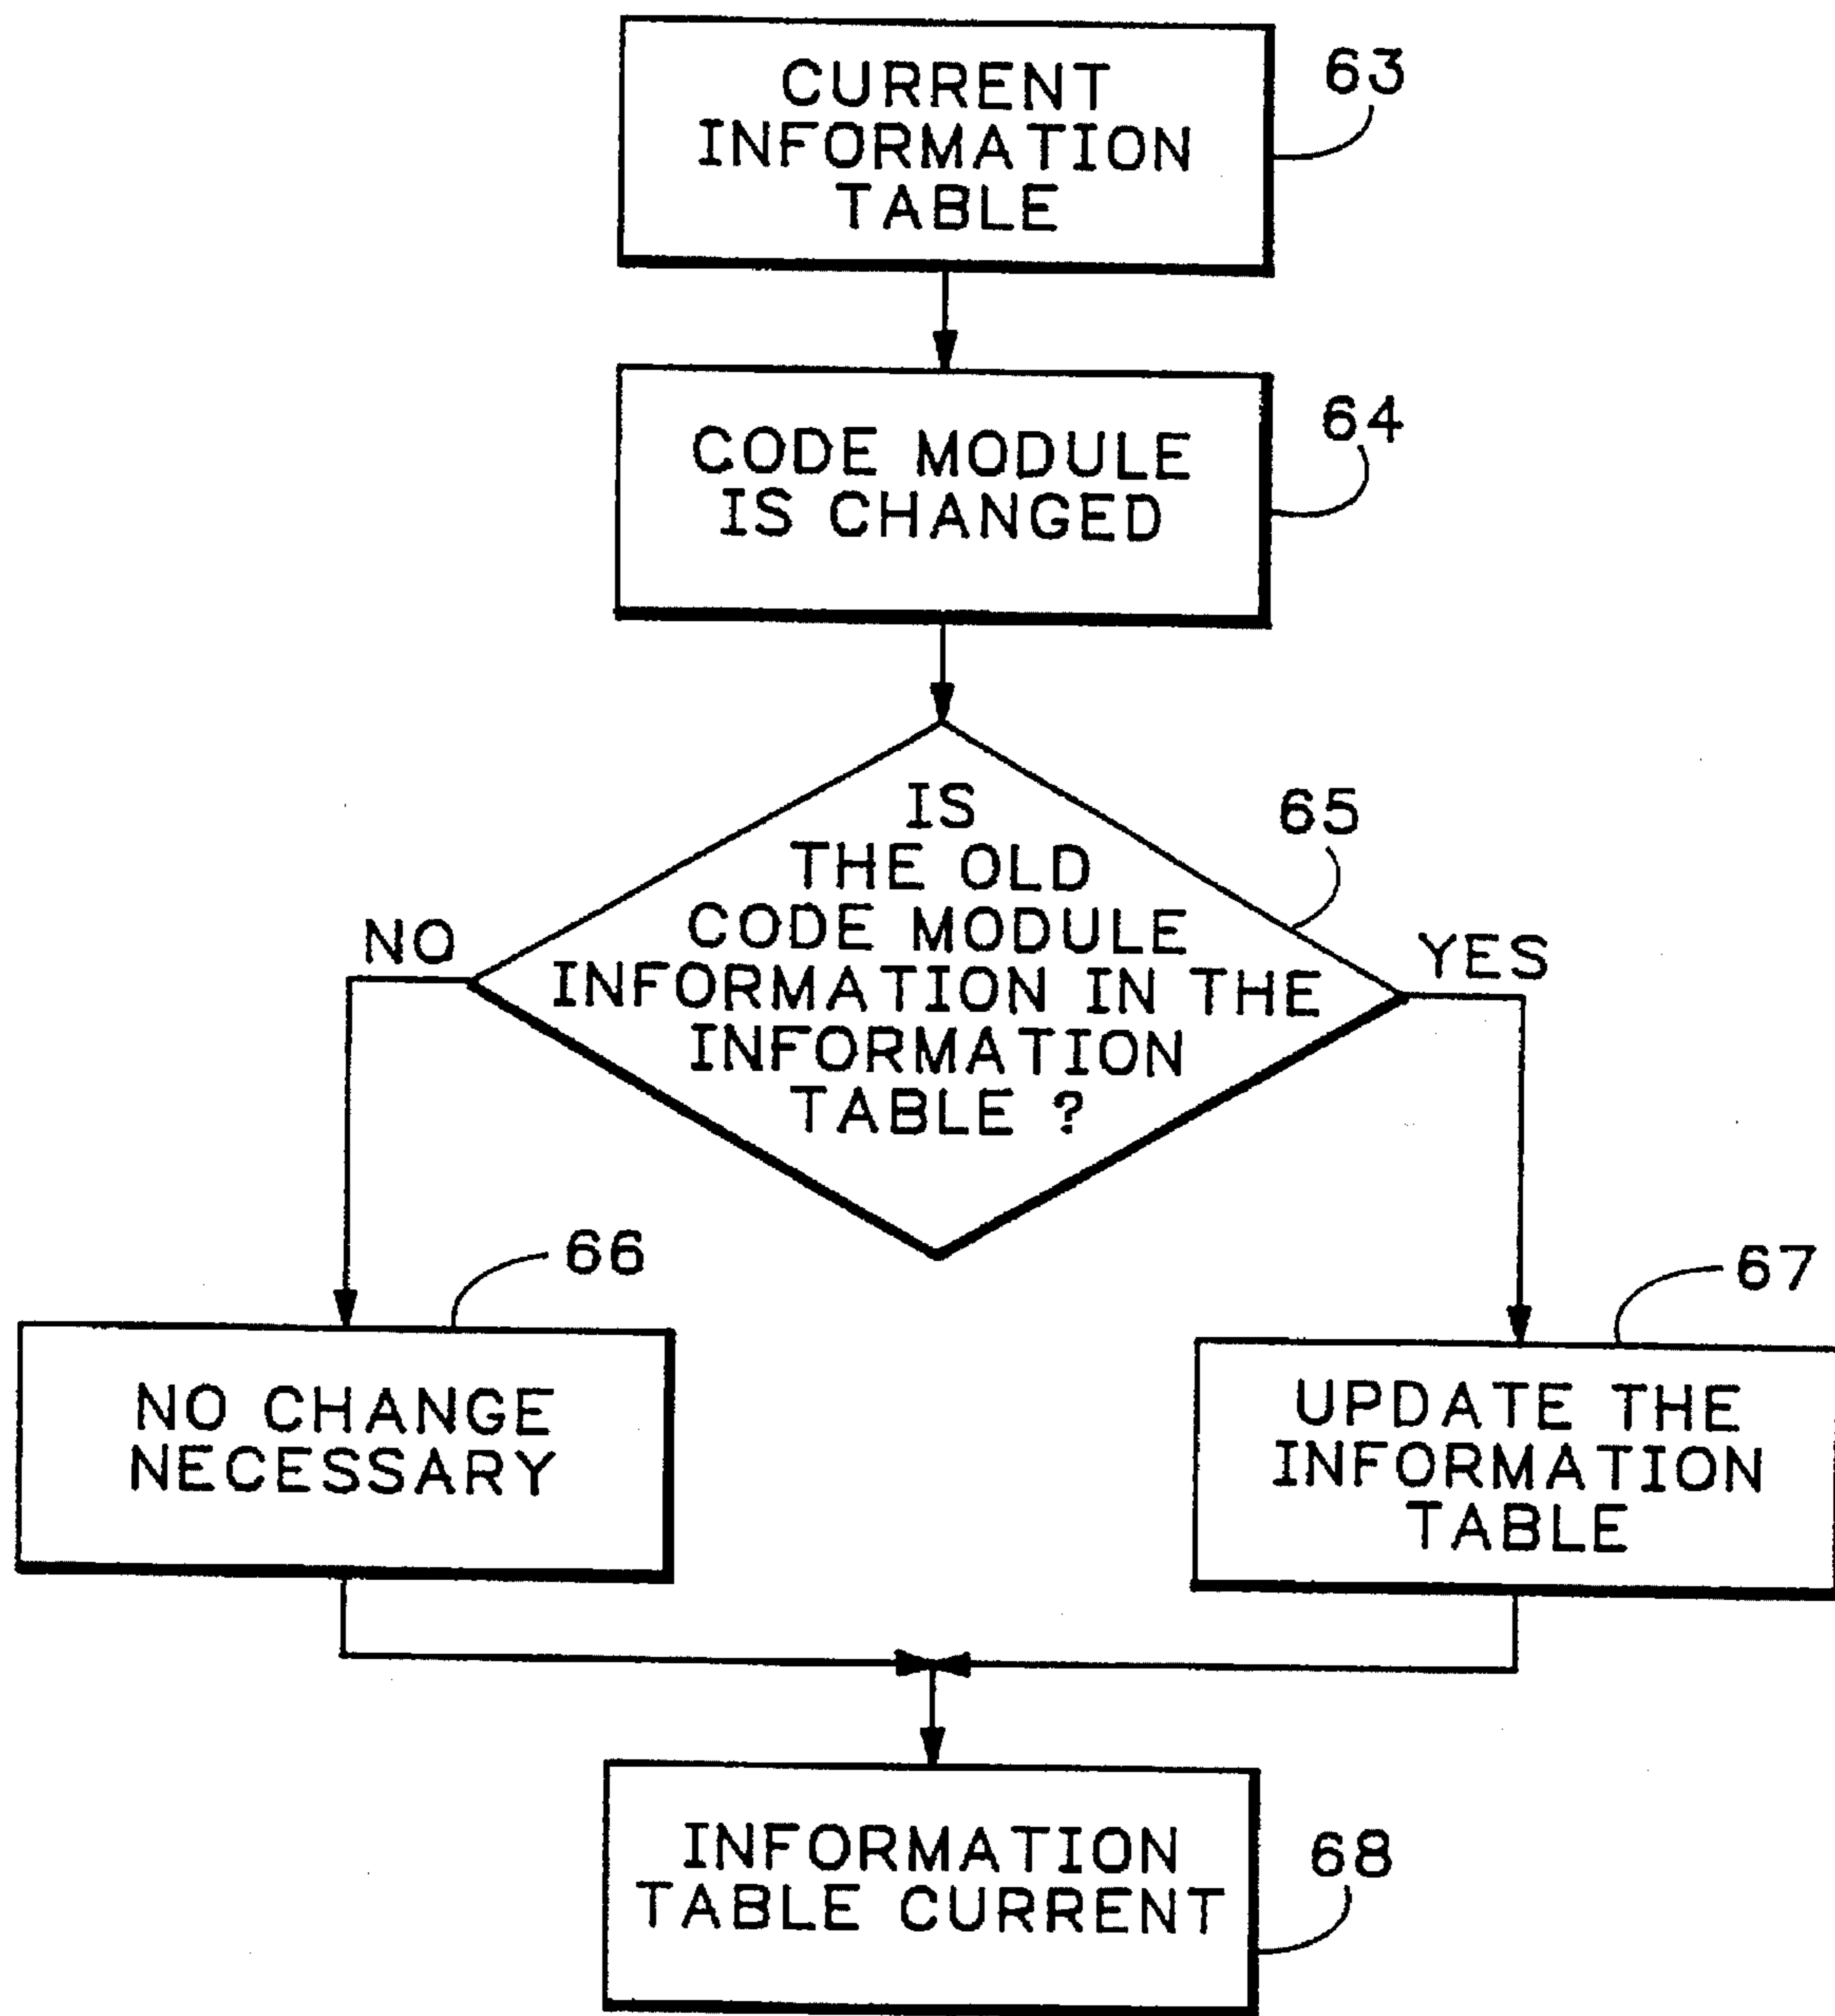 CURRENT
INFORMATION
TABLE
63
CODE MODULE
IS CHANGED
64
IS
THE OLD
CODE MODULE
INFORMATION IN THE
INFORMATION
TABLE ?
65
NO
YES
66
NO CHANGE
NECESSARY
67
UPDATE THE
INFORMATION
TABLE
INFORMATION
TABLE CURRENT
68